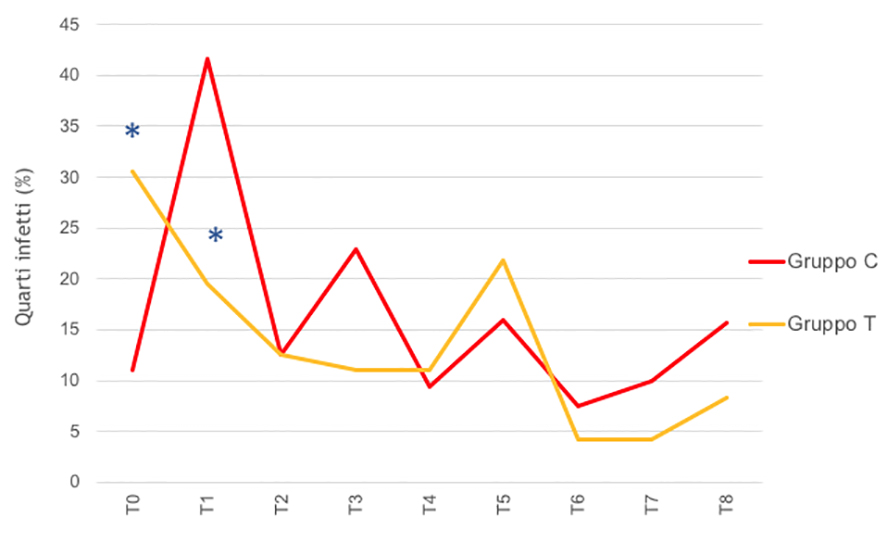 45
40
35
30
25
20
15
10
5
0
Quarti infetti (%)
*
*
T0
T1
T2
T3
T4
T5
T6
T7
T8
Gruppo C
Gruppo T